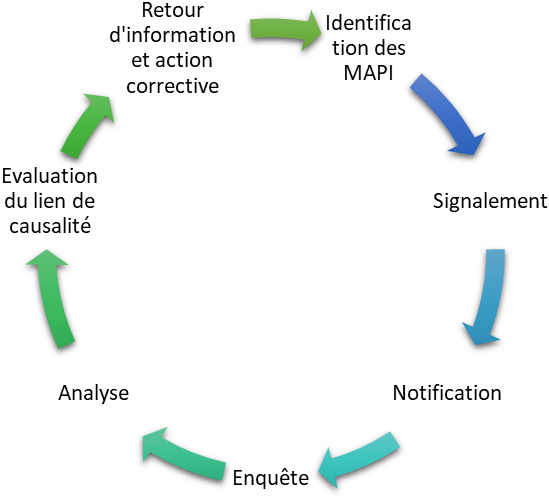 Retour
d'information
et action
corrective
Identifica
tion des
MAPI
Signalement
Notification
Enquête
Analyse
Evaluation
du lien de
causalité